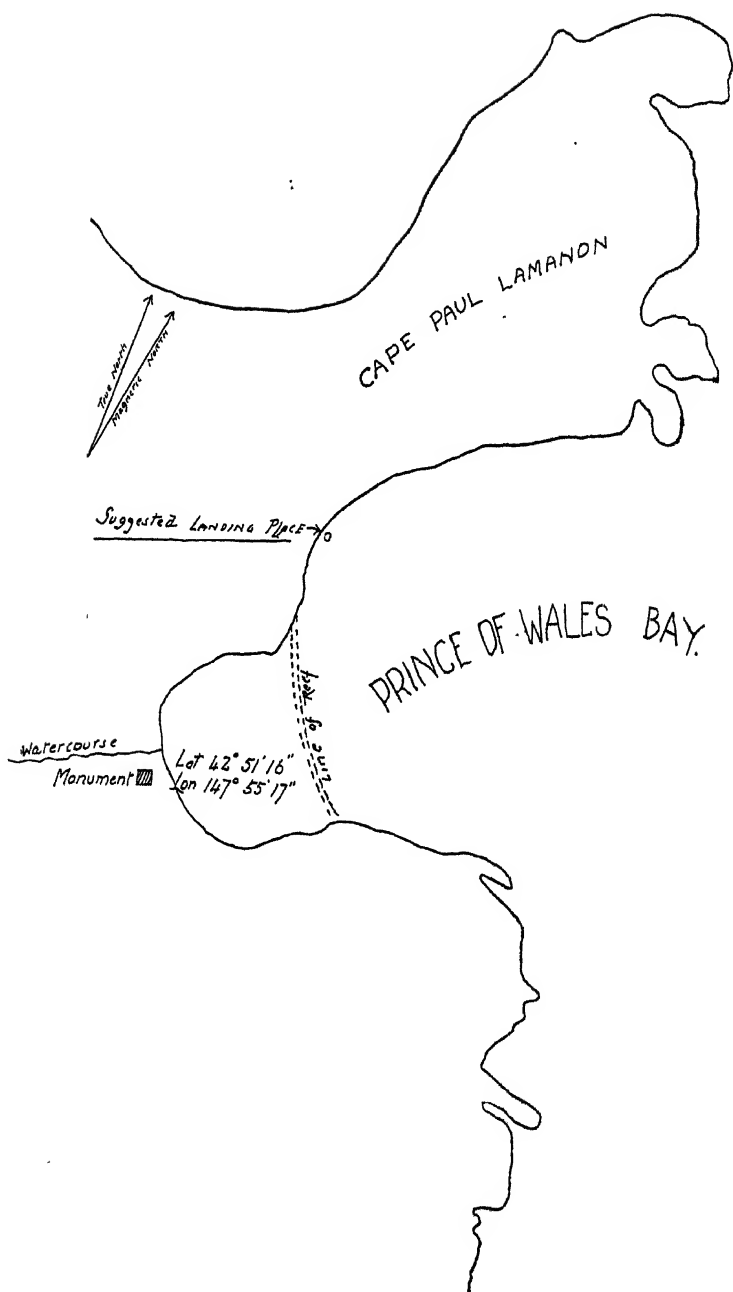 CAPE PAUL LAMANON
True North
Magnetic North
Suggested LANDING PLACE
PRINCE OF WALES BAY.
Line of Reef
Watercourse
Monument
Lat 42° 51' 16"
Lon 147° 55' 17"